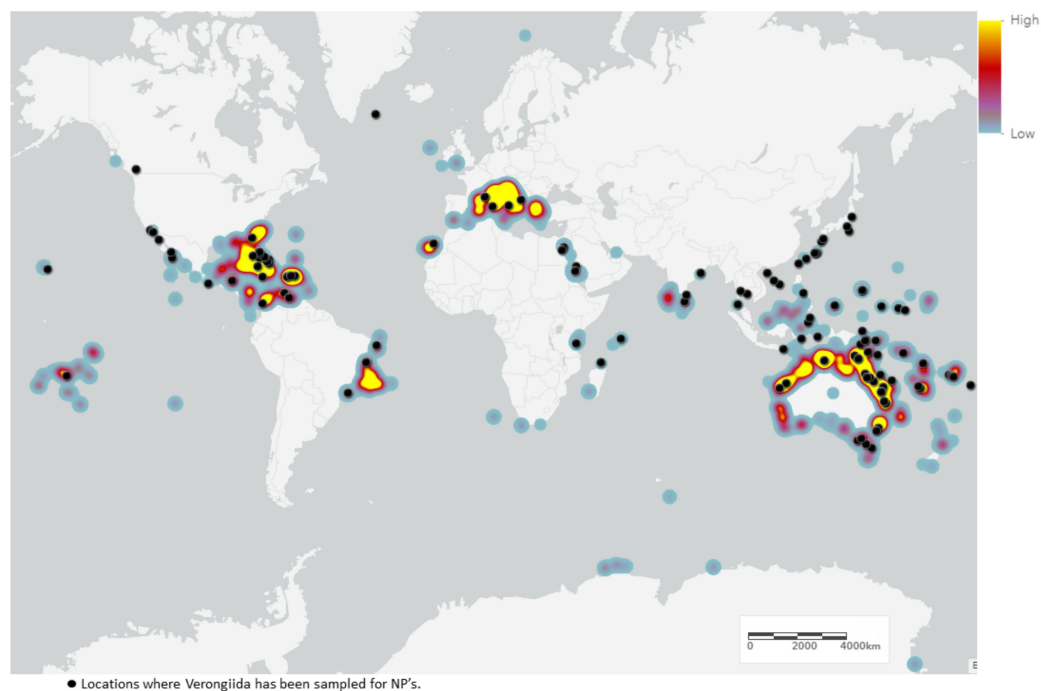 High
Low
0 2000 4000km
● Locations where Verongiida has been sampled for NP's.